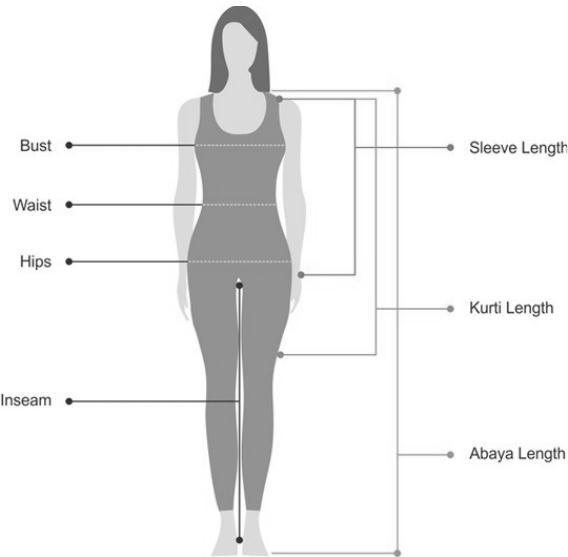 Bust
Waist
Hips
Inseam
Sleeve Length
Kurti Length
Abaya Length